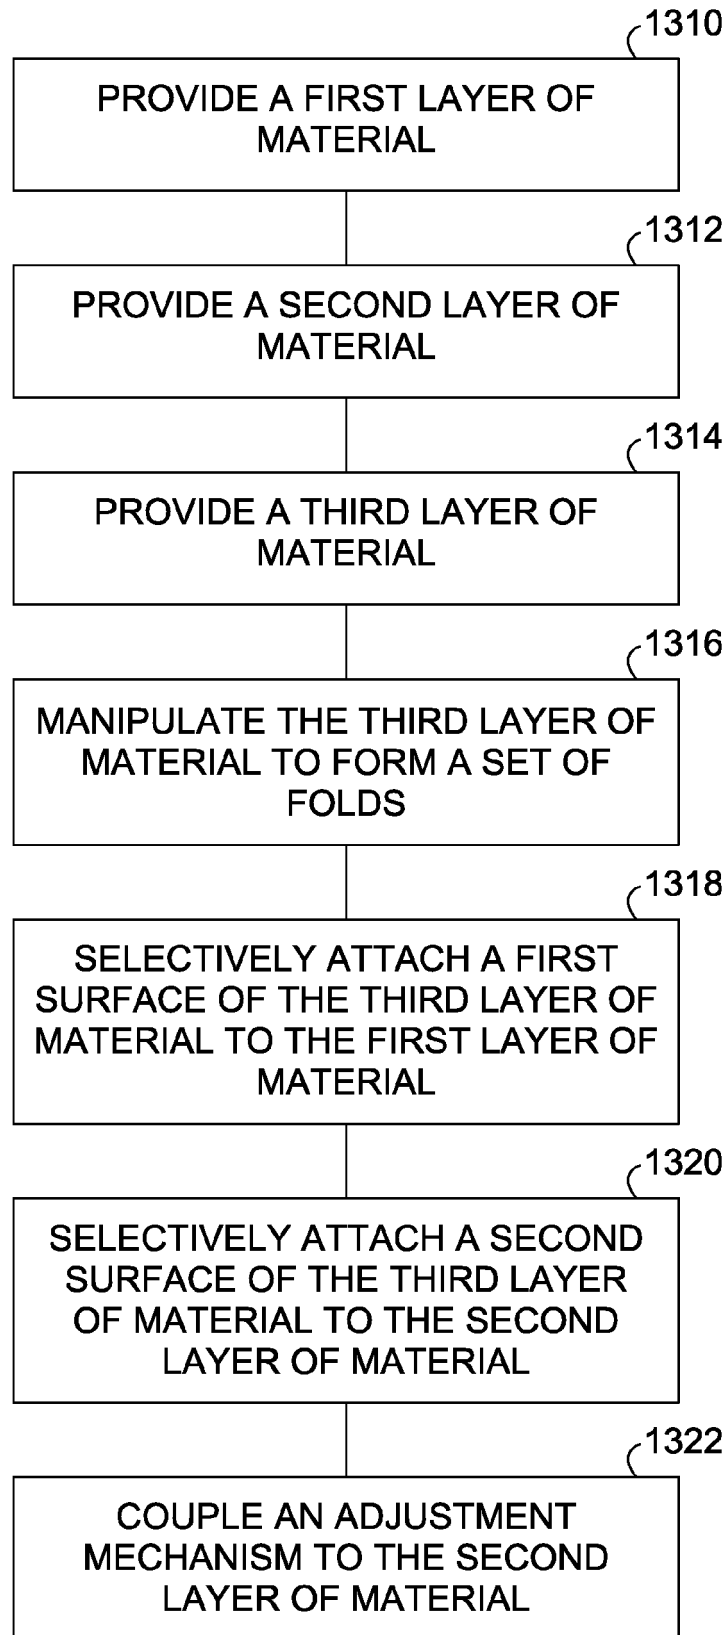 1310
PROVIDE A FIRST LAYER OF
MATERIAL
1312
PROVIDE A SECOND LAYER OF
MATERIAL
1314
PROVIDE A THIRD LAYER OF
MATERIAL
1316
MANIPULATE THE THIRD LAYER OF
MATERIAL TO FORM A SET OF
FOLDS
1318
SELECTIVELY ATTACH A FIRST
SURFACE OF THE THIRD LAYER OF
MATERIAL TO THE FIRST LAYER OF
MATERIAL
1320
SELECTIVELY ATTACH A SECOND
SURFACE OF THE THIRD LAYER
OF MATERIAL TO THE SECOND
LAYER OF MATERIAL
1322
COUPLE AN ADJUSTMENT
MECHANISM TO THE SECOND
LAYER OF MATERIAL